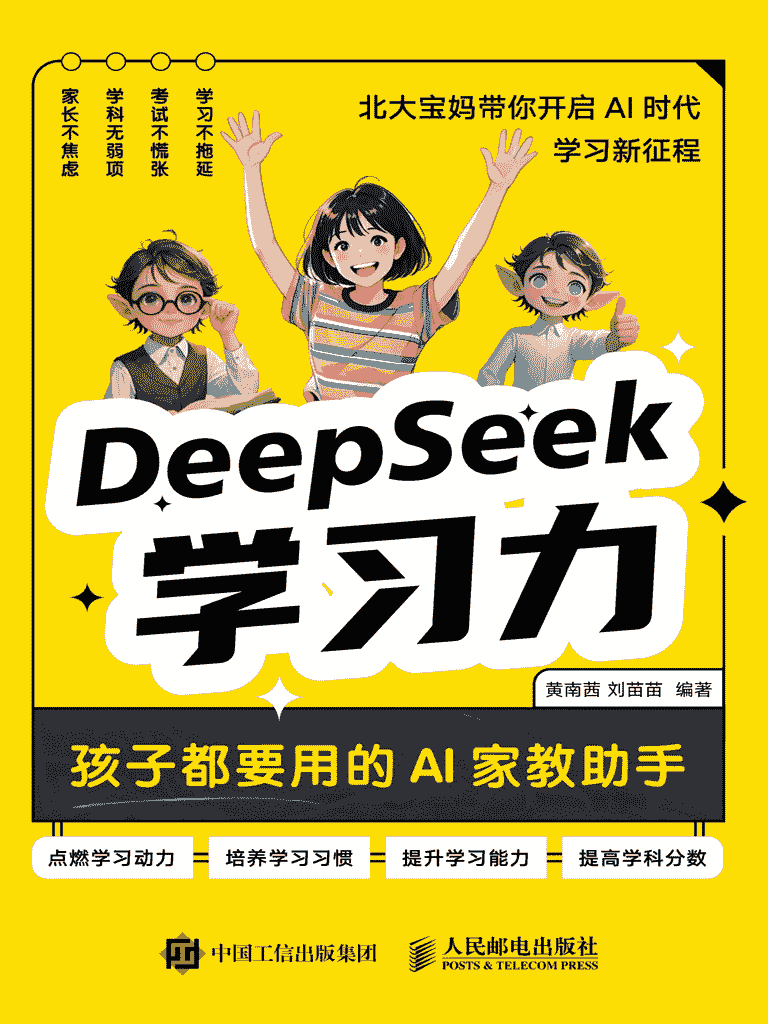 家长不焦虑
学科无弱项
考试不慌张
学习不拖延
北大宝妈带你开启 AI 时代
学习新征程
DeepSeek
学习力
黄南茜 刘苗苗 编著
孩子都要用的 AI 家教助手
点燃学习动力
培养学习习惯
提升学习能力
提高学科分数
中国工信出版集团
人民邮电出版社
POSTS & TELECOM PRESS